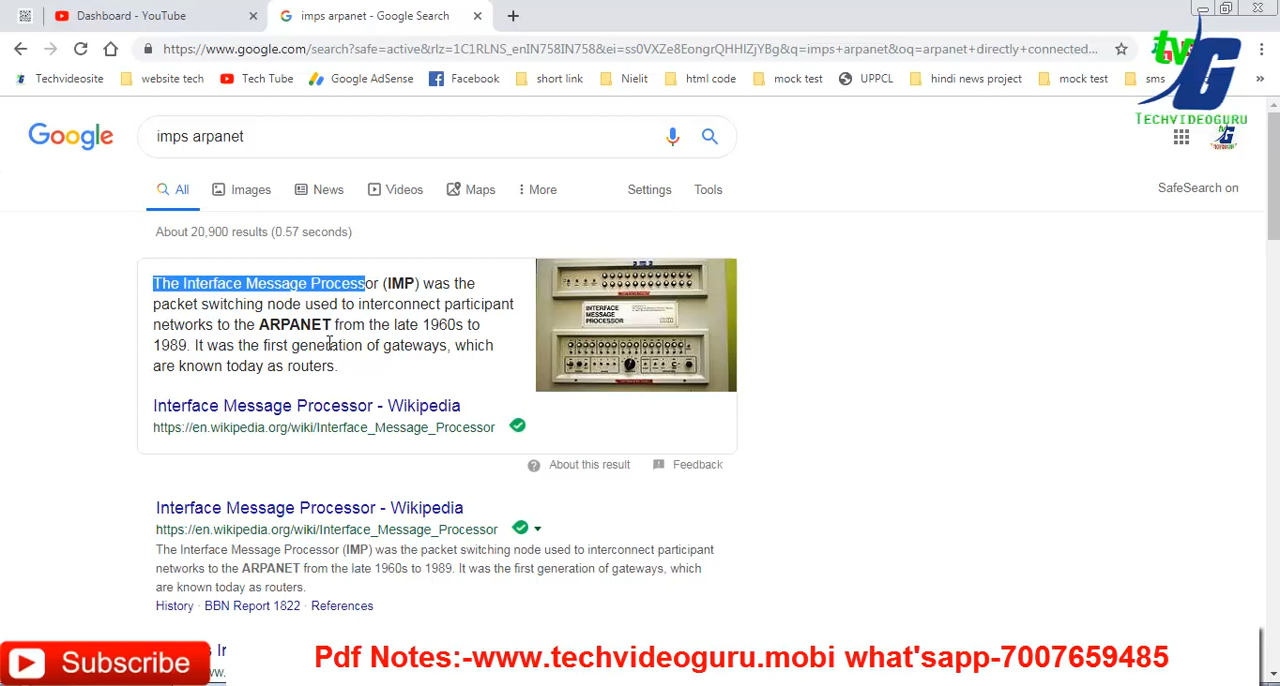 Dashboard - YouTube
imps arpanet - Google Search
https://www.google.com/search?safe=active&rlz=1C1RLNS_enIN758IN758&ei=ss0VXZe8EongrQHHlZjYBg&q=imps+arpanet&oq=arpanet+directly+connected...
Techvideosite
website tech
Tech Tube
Google AdSense
Facebook
short link
Nielit
html code
mock test
UPPCL
hindi news project
mock test
sms
tv
G
TECHVIDEOGURU
Google
imps arpanet
All
Images
News
Videos
Maps
More
Settings
Tools
SafeSearch on
About 20,900 results (0.57 seconds)
The Interface Message Processor (IMP) was the
packet switching node used to interconnect participant
networks to the ARPANET from the late 1960s to
1989. It was the first generation of gateways, which
are known today as routers.
INTERFACE
MESSAGE
PROCESSOR
Interface Message Processor - Wikipedia
https://en.wikipedia.org/wiki/Interface_Message_Processor
About this result
Feedback
Interface Message Processor - Wikipedia
https://en.wikipedia.org/wiki/Interface_Message_Processor
The Interface Message Processor (IMP) was the packet switching node used to interconnect participant
networks to the ARPANET from the late 1960s to 1989. It was the first generation of gateways, which
are known today as routers.
History · BBN Report 1822 · References
Subscribe
Pdf Notes:-www.techvideoguru.mobi what'sapp-7007659485